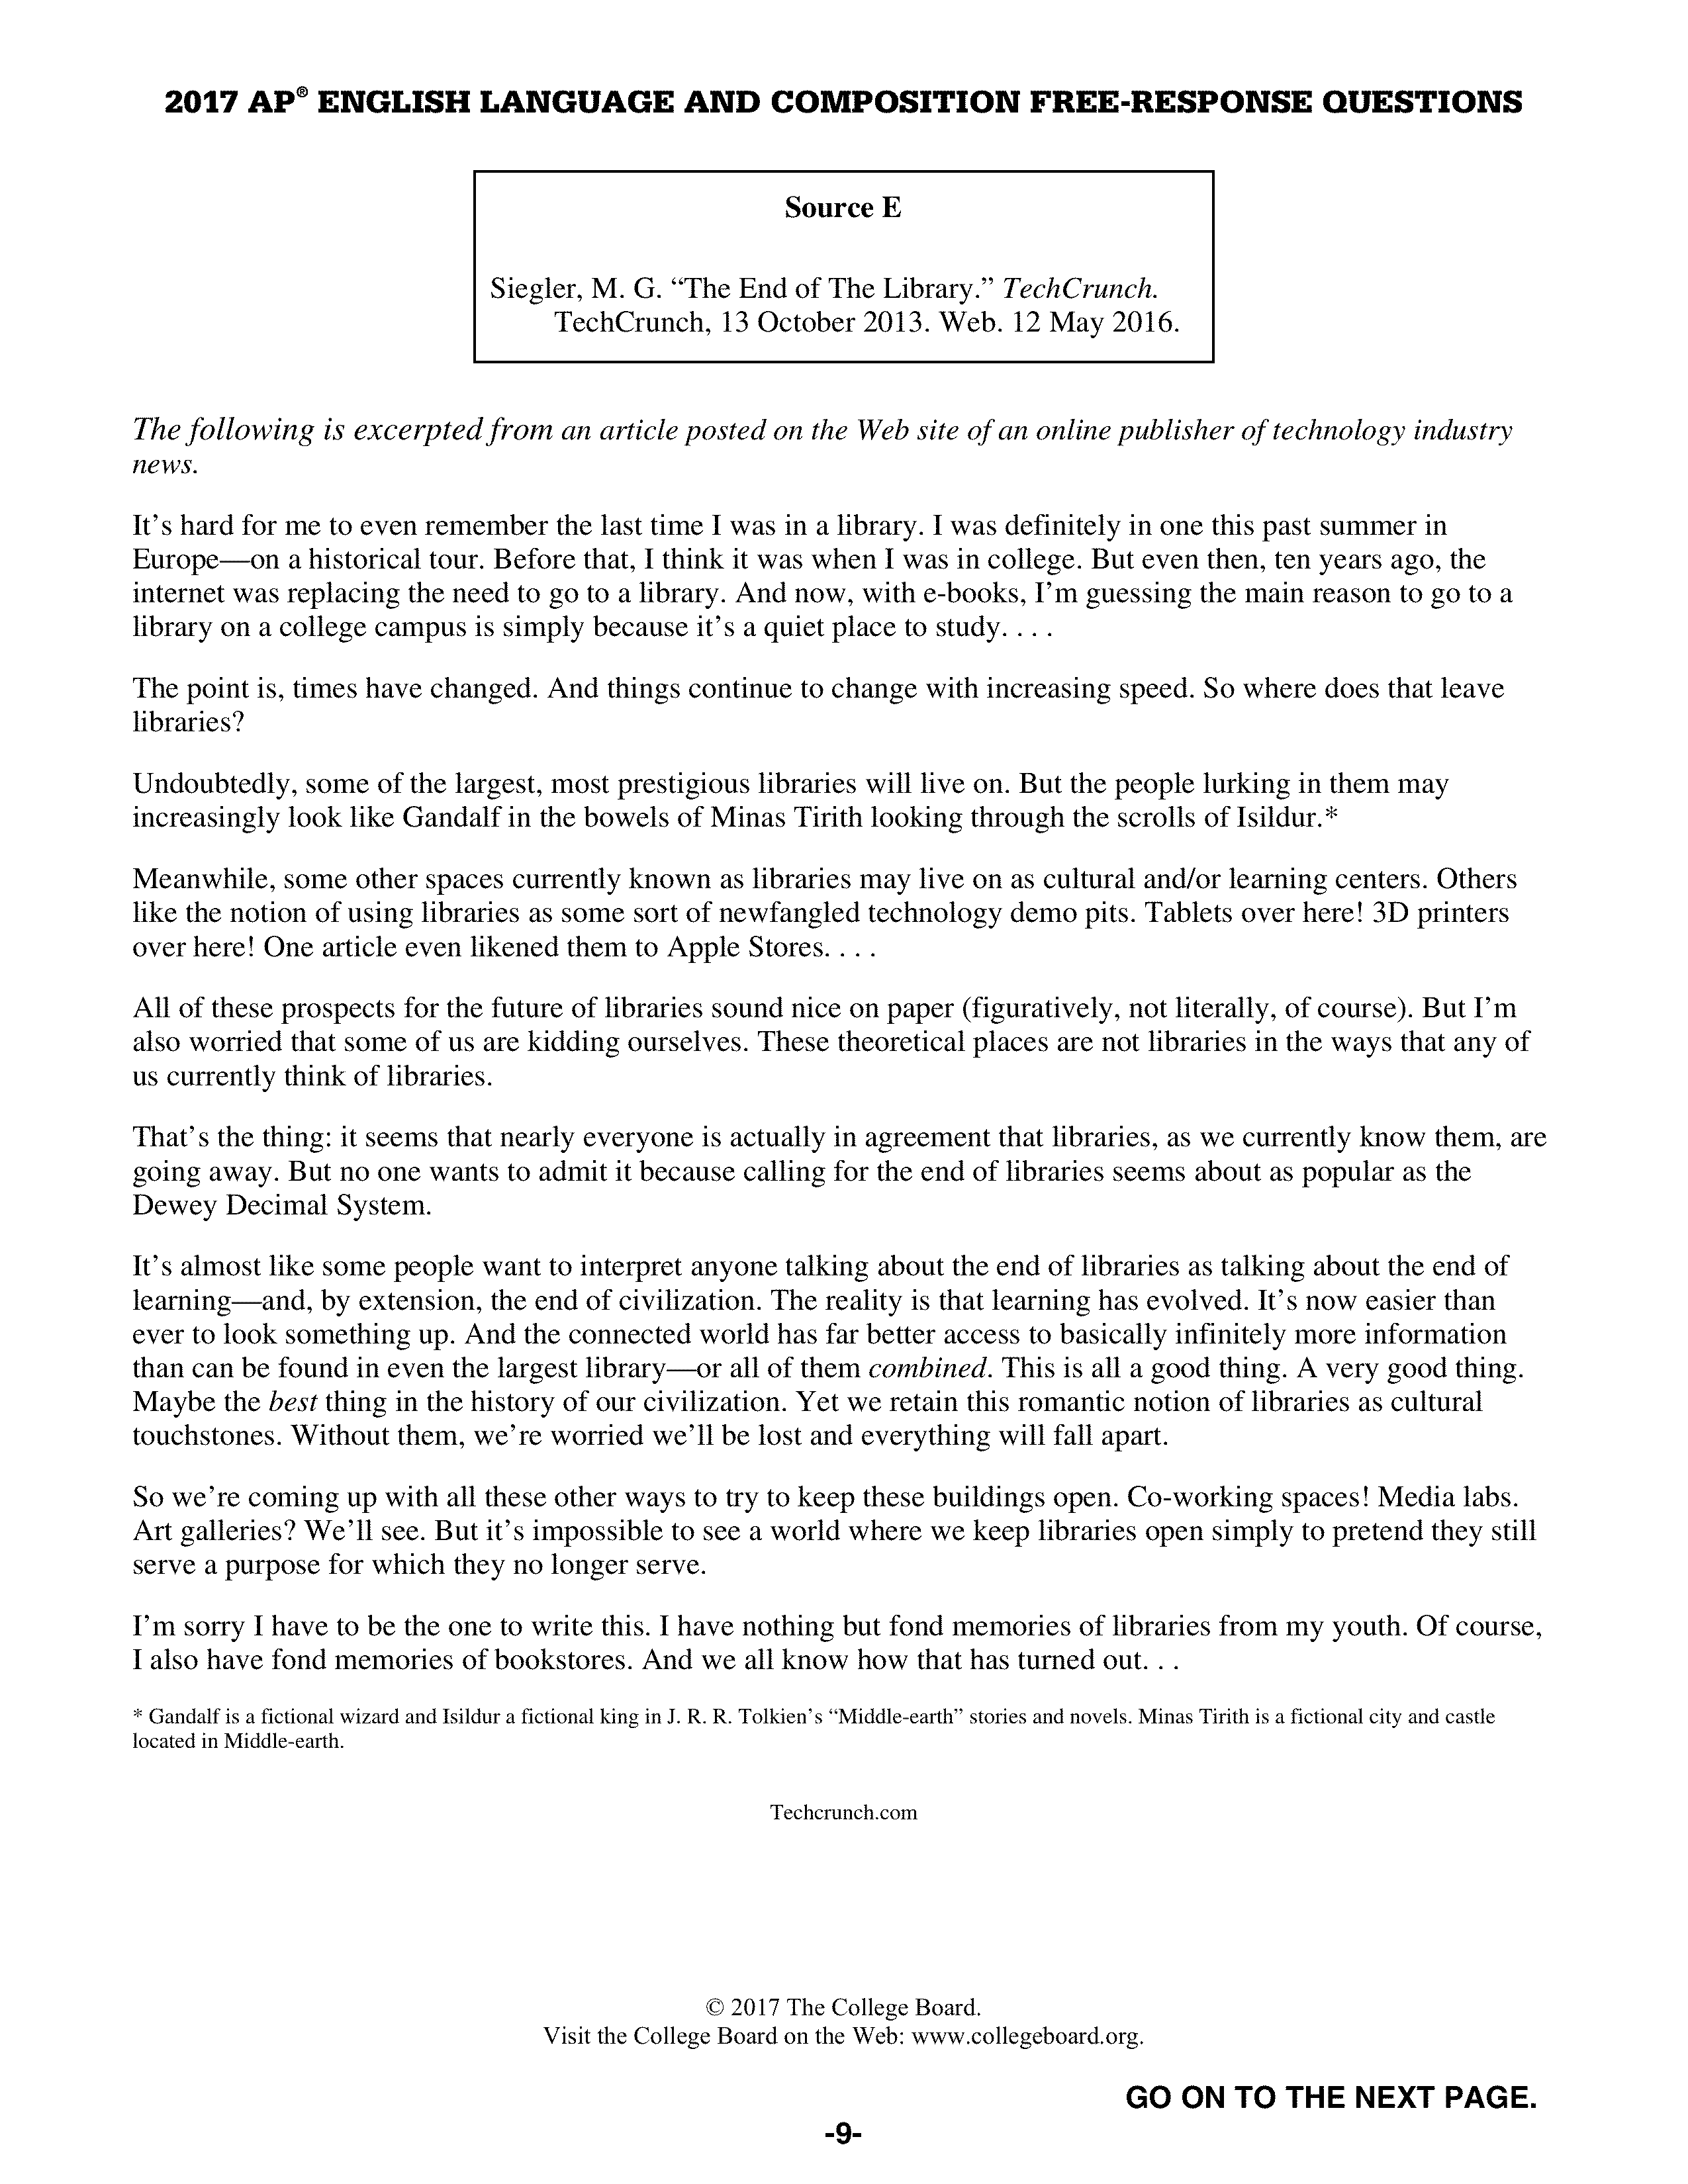 2017 AP® ENGLISH LANGUAGE AND COMPOSITION FREE-RESPONSE QUESTIONS
Source E
Siegler, M. G. “The End of The Library.” TechCrunch.
TechCrunch, 13 October 2013. Web. 12 May 2016.
The following is excerpted from an article posted on the Web site of an online publisher of technology industry
news.
It’s hard for me to even remember the last time I was in a library. I was definitely in one this past summer in
Europe—on a historical tour. Before that, I think it was when I was in college. But even then, ten years ago, the
internet was replacing the need to go to a library. And now, with e-books, I’m guessing the main reason to go to a
library on a college campus is simply because it’s a quiet place to study. . . .
The point is, times have changed. And things continue to change with increasing speed. So where does that leave
libraries?
Undoubtedly, some of the largest, most prestigious libraries will live on. But the people lurking in them may
increasingly look like Gandalf in the bowels of Minas Tirith looking through the scrolls of Isildur.*
Meanwhile, some other spaces currently known as libraries may live on as cultural and/or learning centers. Others
like the notion of using libraries as some sort of newfangled technology demo pits. Tablets over here! 3D printers
over here! One article even likened them to Apple Stores. . . .
All of these prospects for the future of libraries sound nice on paper (figuratively, not literally, of course). But I’m
also worried that some of us are kidding ourselves. These theoretical places are not libraries in the ways that any of
us currently think of libraries.
That’s the thing: it seems that nearly everyone is actually in agreement that libraries, as we currently know them, are
going away. But no one wants to admit it because calling for the end of libraries seems about as popular as the
Dewey Decimal System.
It’s almost like some people want to interpret anyone talking about the end of libraries as talking about the end of
learning—and, by extension, the end of civilization. The reality is that learning has evolved. It’s now easier than
ever to look something up. And the connected world has far better access to basically infinitely more information
than can be found in even the largest library—or all of them combined. This is all a good thing. A very good thing.
Maybe the best thing in the history of our civilization. Yet we retain this romantic notion of libraries as cultural
touchstones. Without them, we’re worried we’ll be lost and everything will fall apart.
So we’re coming up with all these other ways to try to keep these buildings open. Co-working spaces! Media labs.
Art galleries? We’ll see. But it’s impossible to see a world where we keep libraries open simply to pretend they still
serve a purpose for which they no longer serve.
I’m sorry I have to be the one to write this. I have nothing but fond memories of libraries from my youth. Of course,
I also have fond memories of bookstores. And we all know how that has turned out. . .
* Gandalf is a fictional wizard and Isildur a fictional king in J. R. R. Tolkien’s “Middle-earth” stories and novels. Minas Tirith is a fictional city and castle
located in Middle-earth.
Techcrunch.com
© 2017 The College Board.
Visit the College Board on the Web: www.collegeboard.org.
GO ON TO THE NEXT PAGE.
-9-